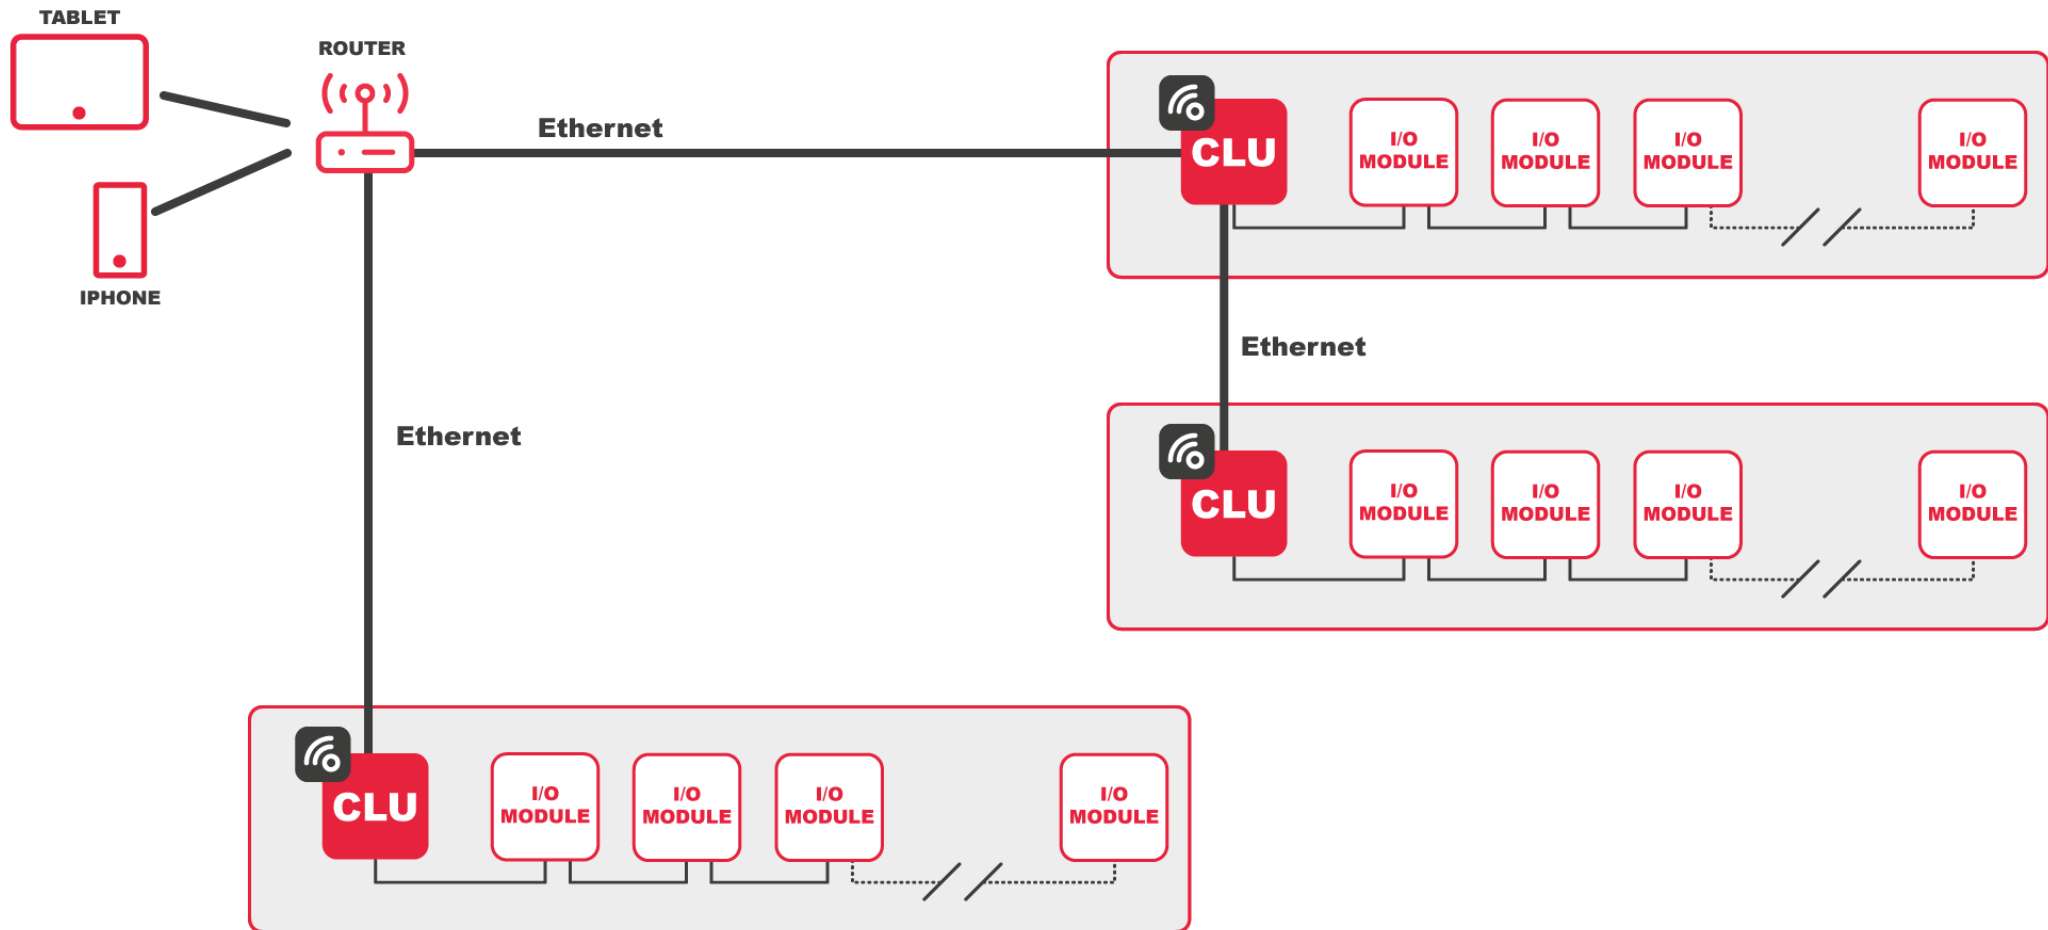 TABLET
ROUTER
Ethernet
CLU
I/O
MODULE
I/O
MODULE
I/O
MODULE
I/O
MODULE
IPHONE
Ethernet
Ethernet
CLU
I/O
MODULE
I/O
MODULE
I/O
MODULE
I/O
MODULE
CLU
I/O
MODULE
I/O
MODULE
I/O
MODULE
I/O
MODULE